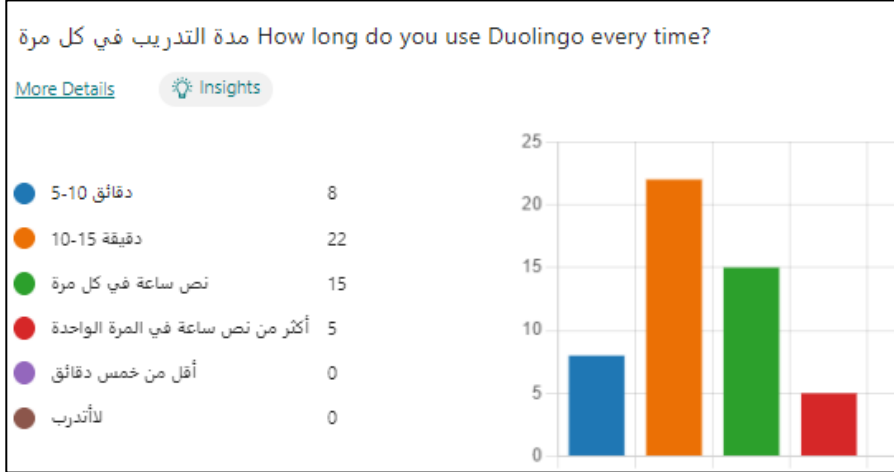 مدة التدريب في كل مرة How long do you use Duolingo every time?
More Details Insights
5-10 دقائق 8
10-15 دقيقة 22
نص ساعة في كل مرة 15
أكثر من نص ساعة في المرة الواحدة 5
أقل من خمس دقائق 0
لاأتدرب 0
25
20
15
10
5
0